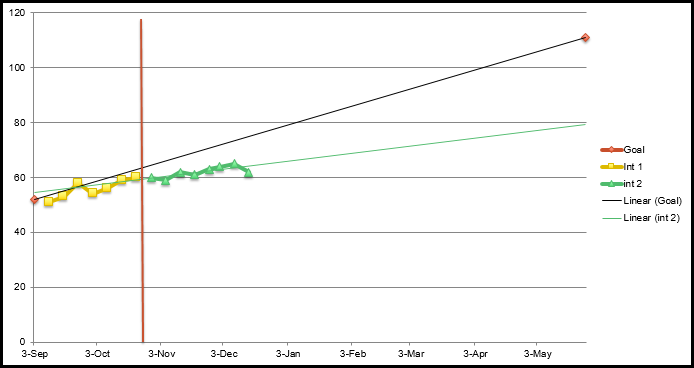 120
100
80
60
40
20
0
3-Sep 3-Oct 3-Nov 3-Dec 3-Jan 3-Feb 3-Mar 3-Apr 3-May
Goal
Int 1
int 2
Linear (Goal)
Linear (int 2)